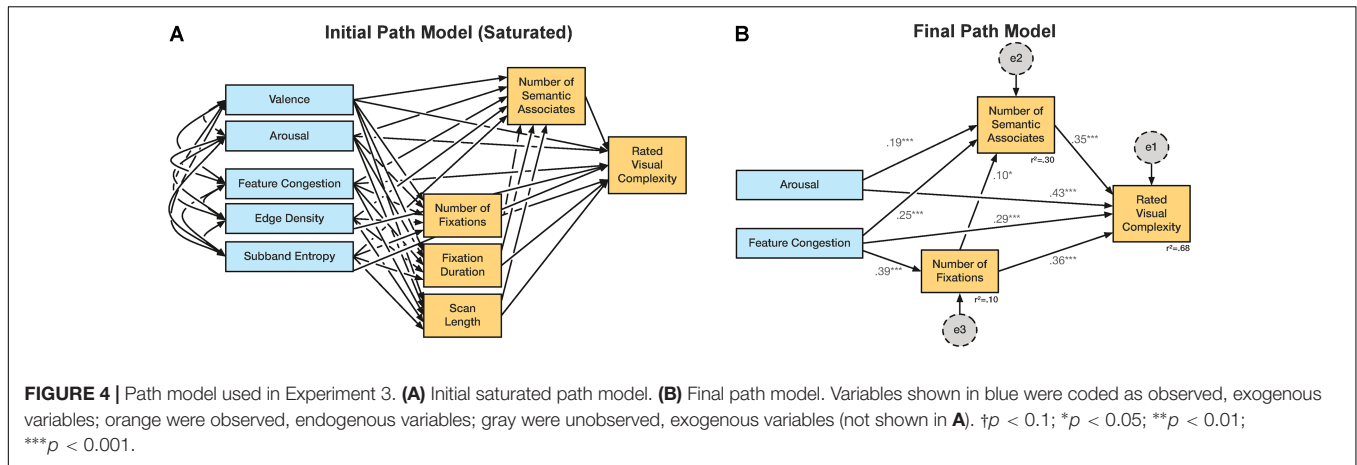 A
Initial Path Model (Saturated)
Valence
Arousal
Feature Congestion
Edge Density
Subband Entropy
Number of
Semantic
Associates
Number of
Fixations
Fixation
Duration
Scan
Length
Rated
Visual
Complexity
B
Final Path Model
e2
Number of
Semantic
Associates
r²=.30
.19***
.35***
e1
Arousal
.10*
.43***
Rated
Visual
Complexity
r²=.68
.25***
.29***
Feature Congestion
.39***
Number of
Fixations
r²=.10
.36***
e3
FIGURE 4 | Path model used in Experiment 3. (A) Initial saturated path model. (B) Final path model. Variables shown in blue were coded as observed, exogenous
variables; orange were observed, endogenous variables; gray were unobserved, exogenous variables (not shown in A). †p < 0.1; *p < 0.05; **p < 0.01;
***p < 0.001.